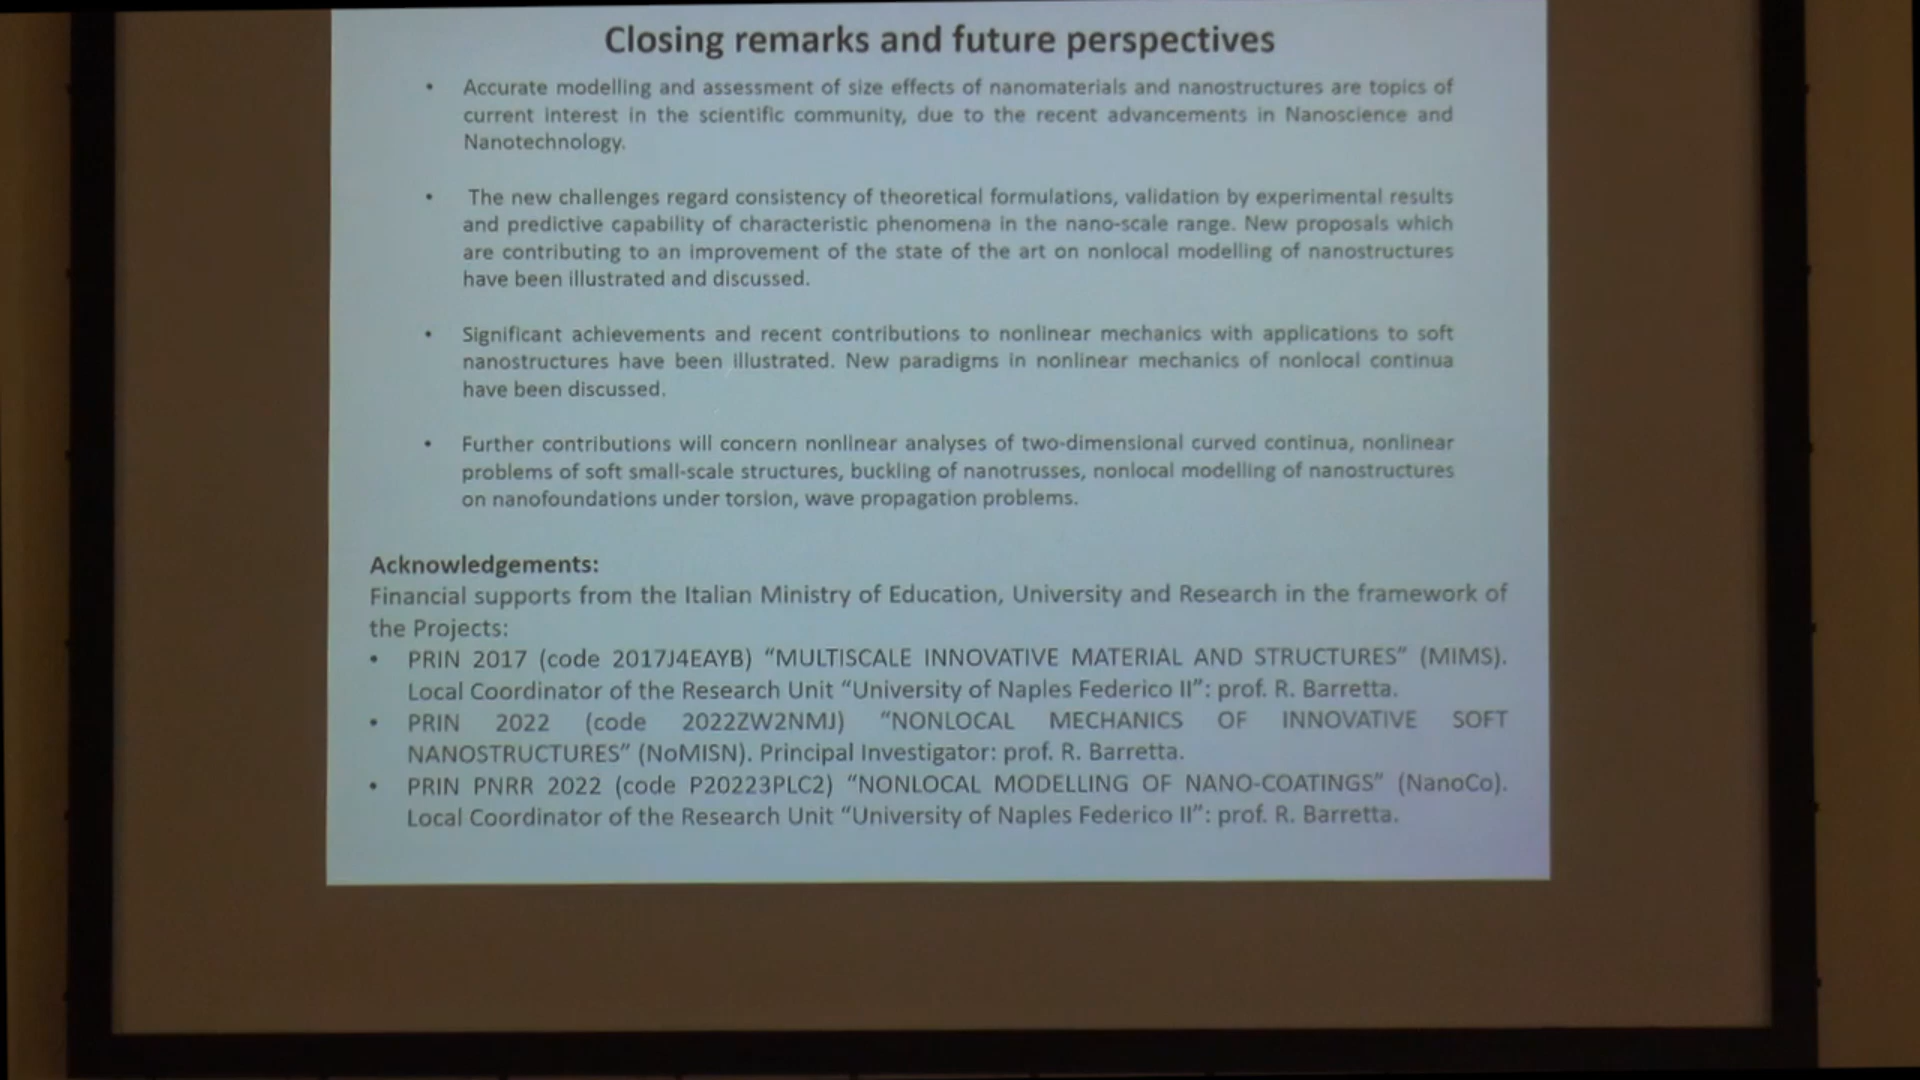 Closing remarks and future perspectives
• Accurate modelling and assessment of size effects of nanomaterials and nanostructures are topics of
current interest in the scientific community, due to the recent advancements in Nanoscience and
Nanotechnology.
• The new challenges regard consistency of theoretical formulations, validation by experimental results
and predictive capability of characteristic phenomena in the nano-scale range. New proposals which
are contributing to an improvement of the state of the art on nonlocal modelling of nanostructures
have been illustrated and discussed.
• Significant achievements and recent contributions to nonlinear mechanics with applications to soft
nanostructures have been illustrated. New paradigms in nonlinear mechanics of nonlocal continua
have been discussed.
• Further contributions will concern nonlinear analyses of two-dimensional curved continua, nonlinear
problems of soft small-scale structures, buckling of nanotrusses, nonlocal modelling of nanostructures
on nanofoundations under torsion, wave propagation problems.
Acknowledgements:
Financial supports from the Italian Ministry of Education, University and Research in the framework of
the Projects:
• PRIN 2017 (code 2017J4EAYB) “MULTISCALE INNOVATIVE MATERIAL AND STRUCTURES” (MIMS).
Local Coordinator of the Research Unit “University of Naples Federico II”: prof. R. Barretta.
• PRIN 2022 (code 2022ZW2NMJ) “NONLOCAL MECHANICS OF INNOVATIVE SOFT
NANOSTRUCTURES” (NoMISN). Principal Investigator: prof. R. Barretta.
• PRIN PNRR 2022 (code P20223PLC2) “NONLOCAL MODELLING OF NANO-COATINGS” (NanoCo).
Local Coordinator of the Research Unit “University of Naples Federico II”: prof. R. Barretta.